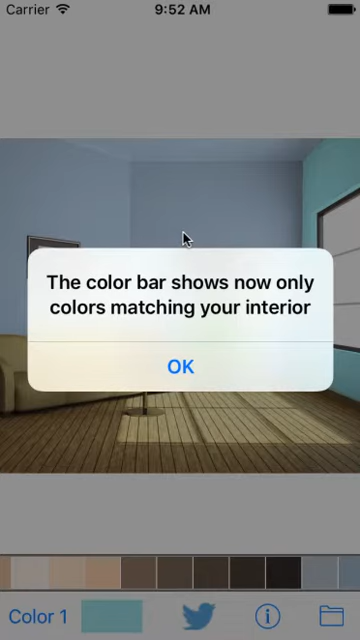 Carrier 9:52 AM
The color bar shows now only
colors matching your interior
OK
Color 1